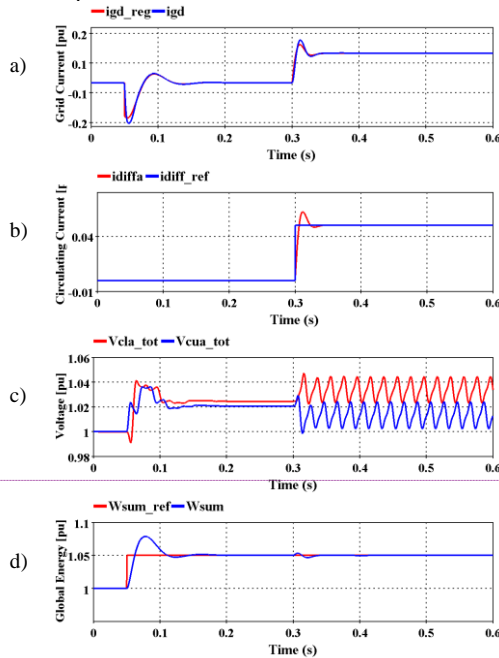 igd_reg igd
a)
Grid Current [pu]
0.2
0.1
-0.1
-0.2
0 0.1 0.2 0.3 0.4 0.5 0.6
Time (s)
idiffa idiff_ref
b)
Circulating Current [p
0.04
-0.01
0 0.1 0.2 0.3 0.4 0.5 0.6
Time (s)
Vcla_tot Vcua_tot
c)
Voltage [pu]
1.06
1.04
1.02
1
0.98
0 0.1 0.2 0.3 0.4 0.5 0.6
Time (s)
Wsum_ref Wsum
d)
Global Energy [pu]
1.1
1.05
1
0 0.1 0.2 0.3 0.4 0.5 0.6
Time (s)